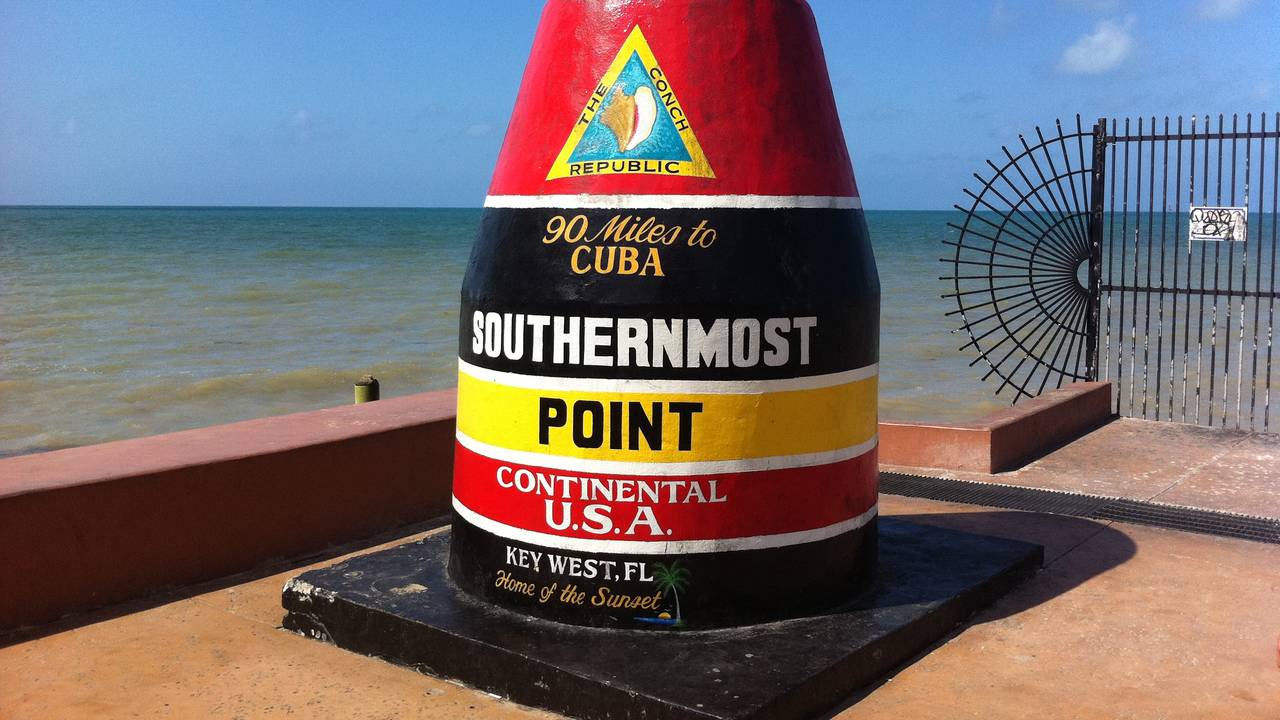 THE CONCH
REPUBLIC
90 Miles to
CUBA
SOUTHERNMOST
POINT
CONTINENTAL
U.S.A.
KEY WEST, FL
Home of the Sunset